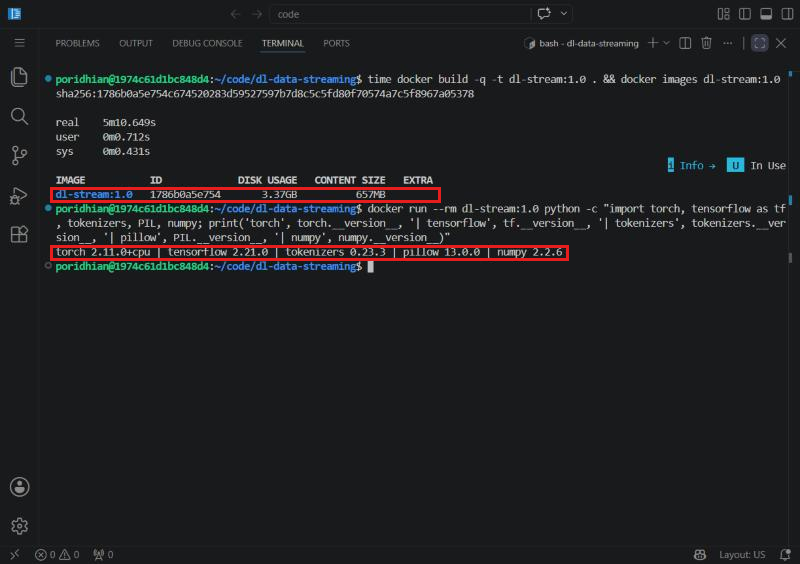 code
PROBLEMS OUTPUT DEBUG CONSOLE TERMINAL PORTS bash - dl-data-streaming
poridhian@1974c61d1bc848d4:~/code/dl-data-streaming$ time docker build -q -t dl-stream:1.0 . && docker images dl-stream:1.0
sha256:1786b0a5e754c674520283d59527597b7d8c5c5fd80f70574a7c5f8967a05378
real 5m10.649s
user 0m0.712s
sys 0m0.431s
i Info → U In Use
IMAGE ID DISK USAGE CONTENT SIZE EXTRA
dl-stream:1.0 1786b0a5e754 3.37GB 657MB
poridhian@1974c61d1bc848d4:~/code/dl-data-streaming$ docker run --rm dl-stream:1.0 python -c "import torch, tensorflow as tf
, tokenizers, PIL, numpy; print('torch', torch.__version__, '| tensorflow', tf.__version__, '| tokenizers', tokenizers.__ver
sion__, '| pillow', PIL.__version__, '| numpy', numpy.__version__)"
torch 2.11.0+cpu | tensorflow 2.21.0 | tokenizers 0.23.3 | pillow 13.0.0 | numpy 2.2.6
poridhian@1974c61d1bc848d4:~/code/dl-data-streaming$
0 0 0 Layout: US